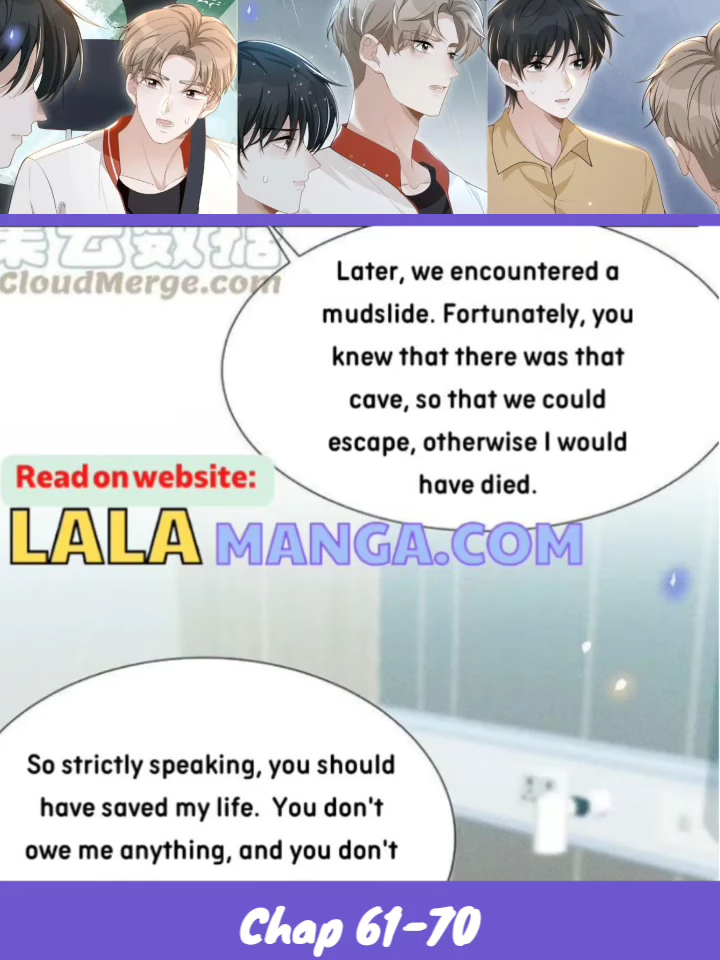 CloudMerge.com
Later, we encountered a
mudslide. Fortunately, you
knew that there was that
cave, so that we could
escape, otherwise I would
have died.
Read on website:
LALA MANGA.COM
So strictly speaking, you should
have saved my life. You don't
owe me anything, and you don't
Chap 61-70